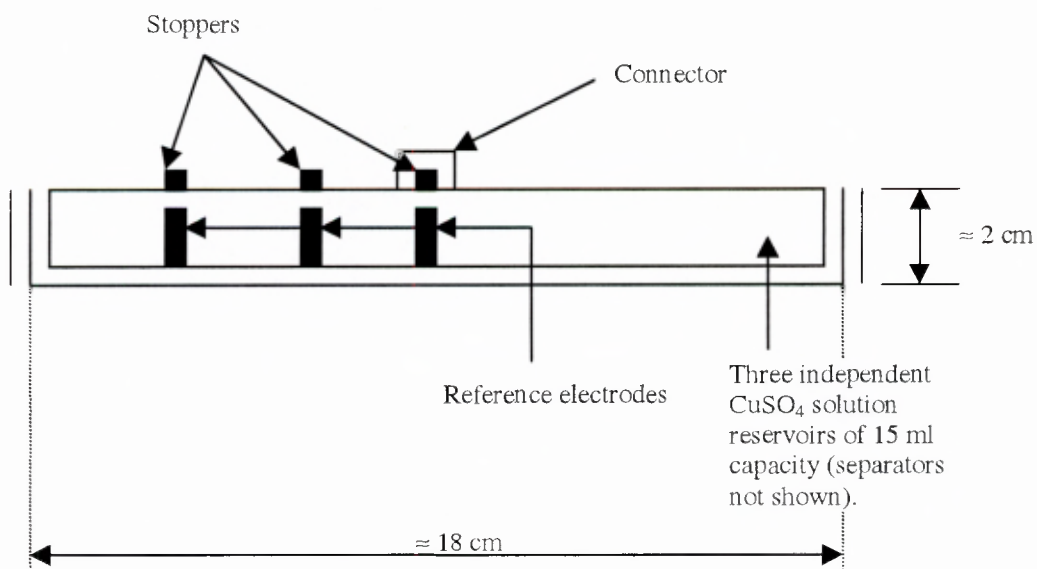 Stoppers
Connector
≈ 2 cm
Reference electrodes
Three independent
CuSO₄ solution
reservoirs of 15 ml
capacity (separators
not shown).
≈ 18 cm